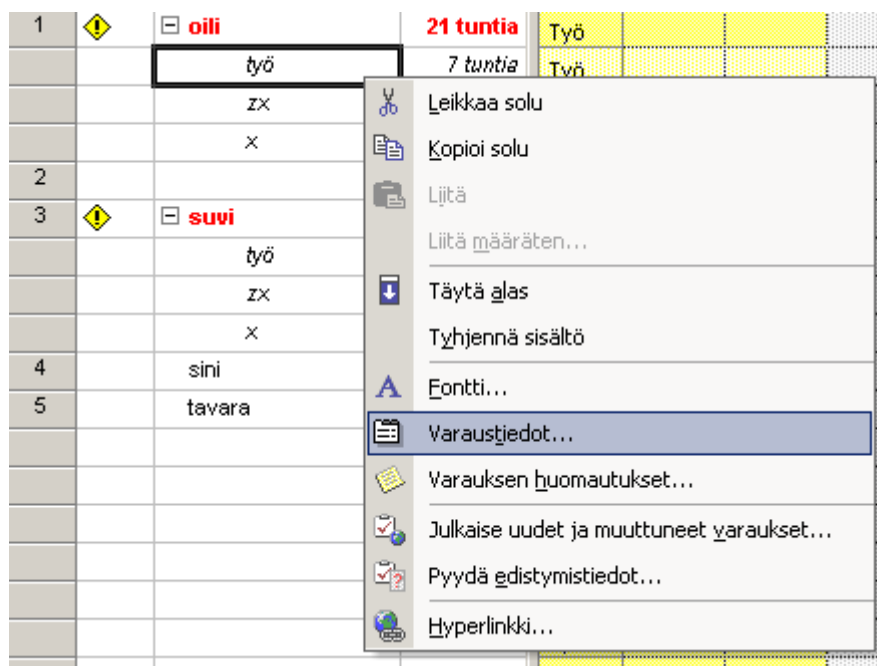 1 oili 21 tuntia Työ
työ 7 tuntia Työ
zx
x
2
3 suvi
työ
zx
x
4 sini
5 tavara
Leikkaa solu
Kopioi solu
Liitä
Liitä määräten...
Täytä alas
Tyhjennä sisältö
Fontti...
Varaustiedot...
Varauksen huomautukset...
Julkaise uudet ja muuttuneet varaukset...
Pyydä edistymistiedot...
Hyperlinkki...